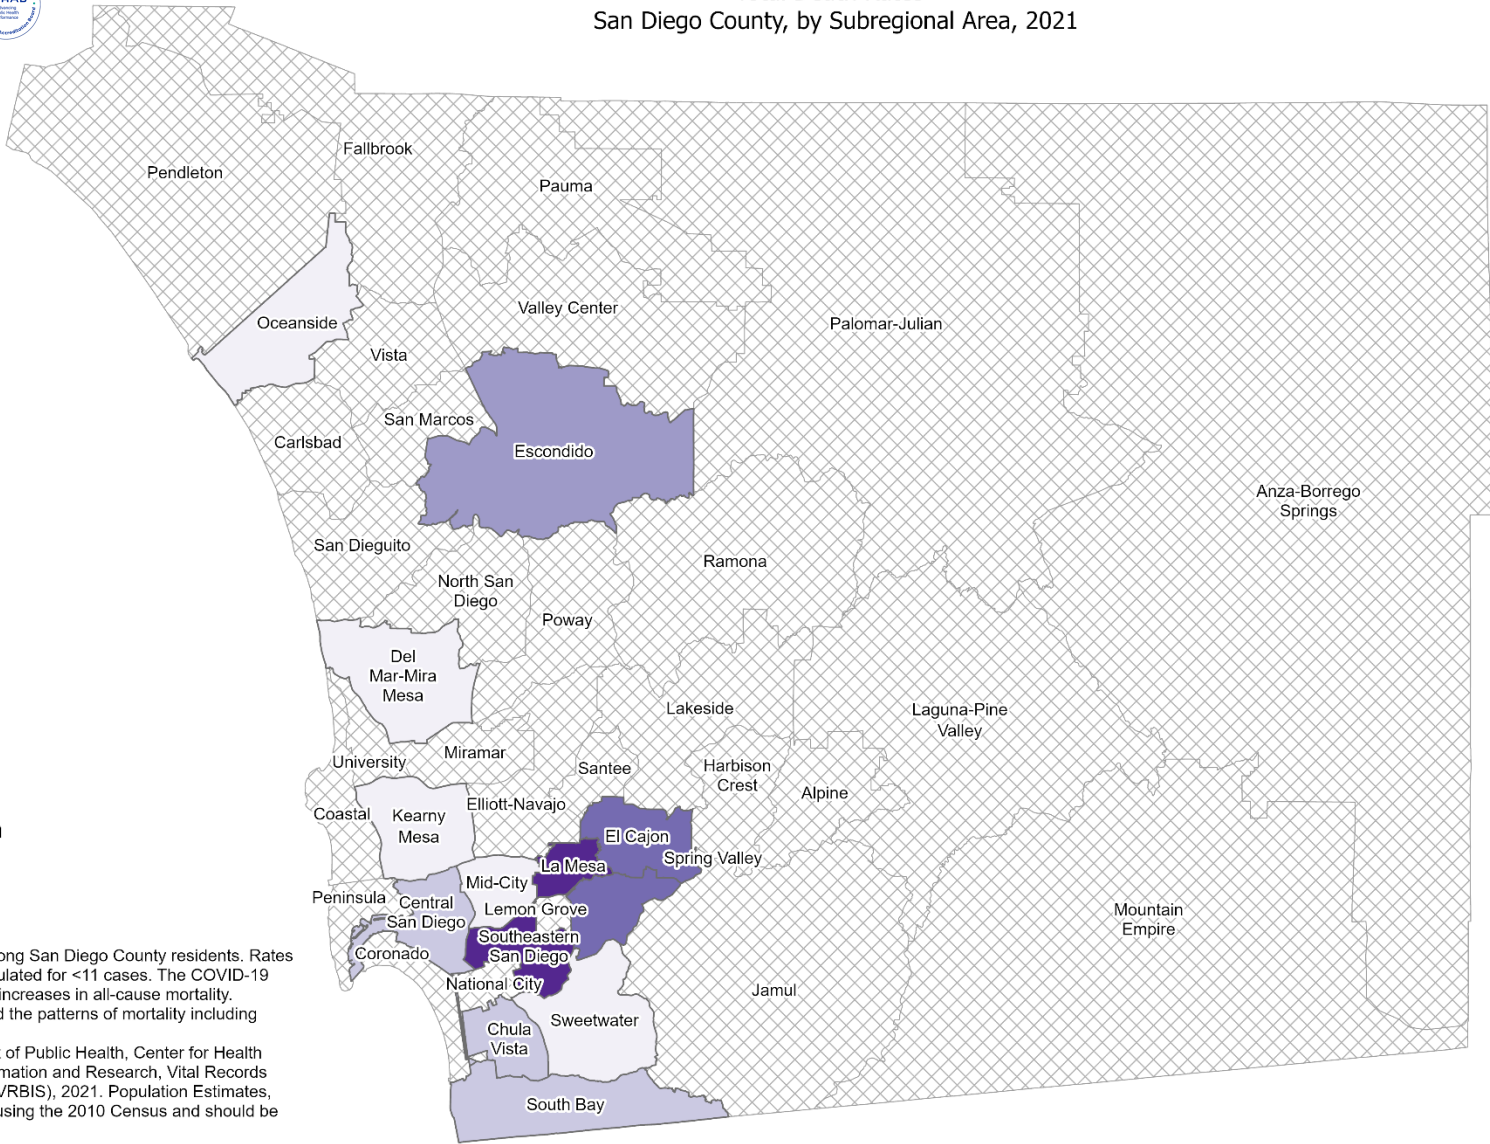 San Diego County, by Subregional Area, 2021
Fallbrook
Pendleton
Pauma
Valley Center
Oceanside
Palomar-Julian
Vista
San Marcos
Carlsbad
Escondido
Anza-Borrego
Springs
San Dieguito
Ramona
North San
Diego
Poway
Del
Mar-Mira
Mesa
Lakeside
Laguna-Pine
Valley
Miramar
University
Santee
Harbison
Crest
Alpine
Elliott-Navajo
Coastal
Kearny
Mesa
El Cajon
Spring Valley
La Mesa
Mid-City
Peninsula
Central
San Diego
Lemon Grove
Mountain
Empire
Southeastern
San Diego
Coronado
National City
Jamul
Sweetwater
Chula
Vista
South Bay
ong San Diego County residents. Rates
ulated for <11 cases. The COVID-19
increases in all-cause mortality.
d the patterns of mortality including
of Public Health, Center for Health
mation and Research, Vital Records
VRBIS), 2021. Population Estimates,
using the 2010 Census and should be